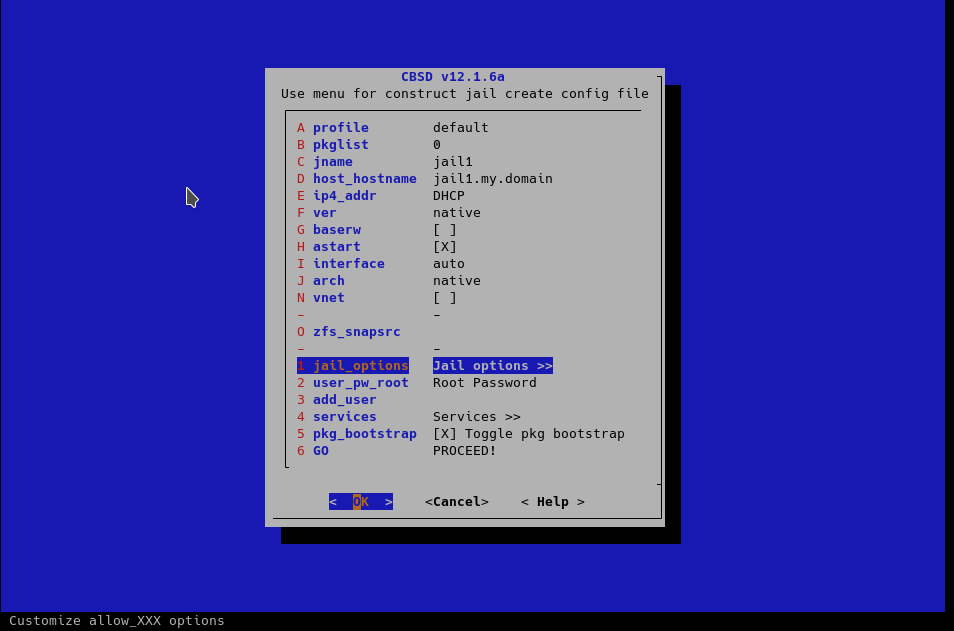 CBSD v12.1.6a
Use menu for construct jail create config file
A profile default
B pkglist 0
C jname jail1
D host_hostname jail1.my.domain
E ip4_addr DHCP
F ver native
G baserw [ ]
H astart [X]
I interface auto
J arch native
N vnet [ ]
- -
O zfs_snapsrc
- -
1 jail_options Jail options >>
2 user_pw_root Root Password
3 add_user
4 services Services >>
5 pkg_bootstrap [X] Toggle pkg bootstrap
6 GO PROCEED!
< OK > <Cancel> < Help >
Customize allow_XXX options